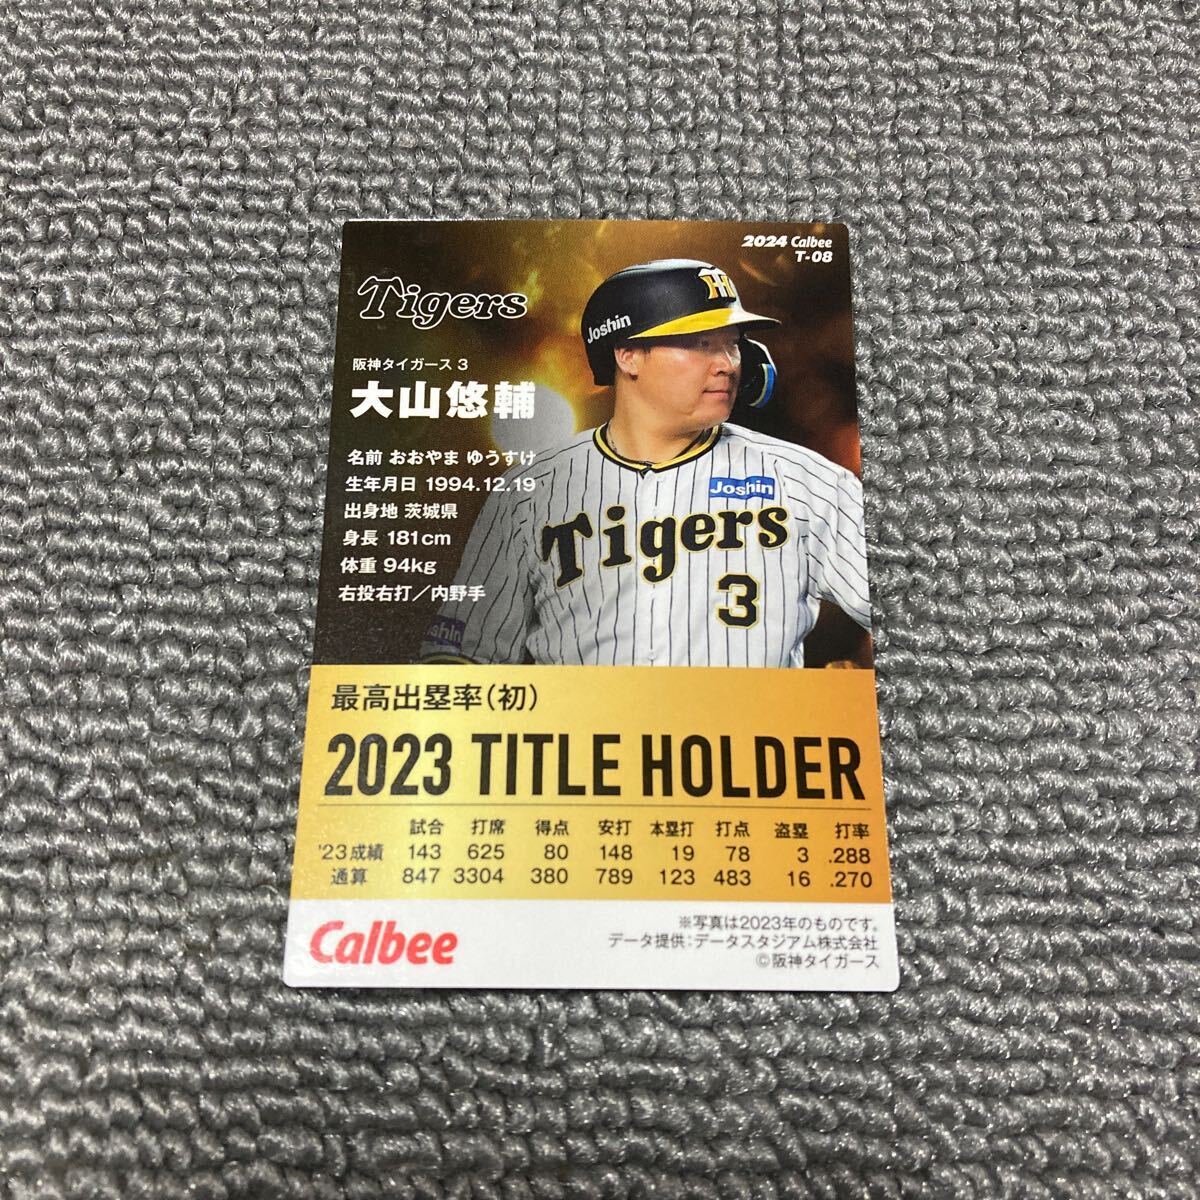 2024 Calbee
T-08
Tigers
阪神タイガース 3
大山悠輔
名前 おおやま ゆうすけ
生年月日 1994.12.19
出身地 茨城県
身長 181cm
体重 94kg
右投右打／内野手
Joshin
Joshin
Tigers
3
Joshin
最高出塁率(初)
2023 TITLE HOLDER
試合 打席 得点 安打 本塁打 打点 盗塁 打率
'23成績 143 625 80 148 19 78 3 .288
通算 847 3304 380 789 123 483 16 .270
Calbee
※写真は2023年のものです。
データ提供:データスタジアム株式会社
©阪神タイガース